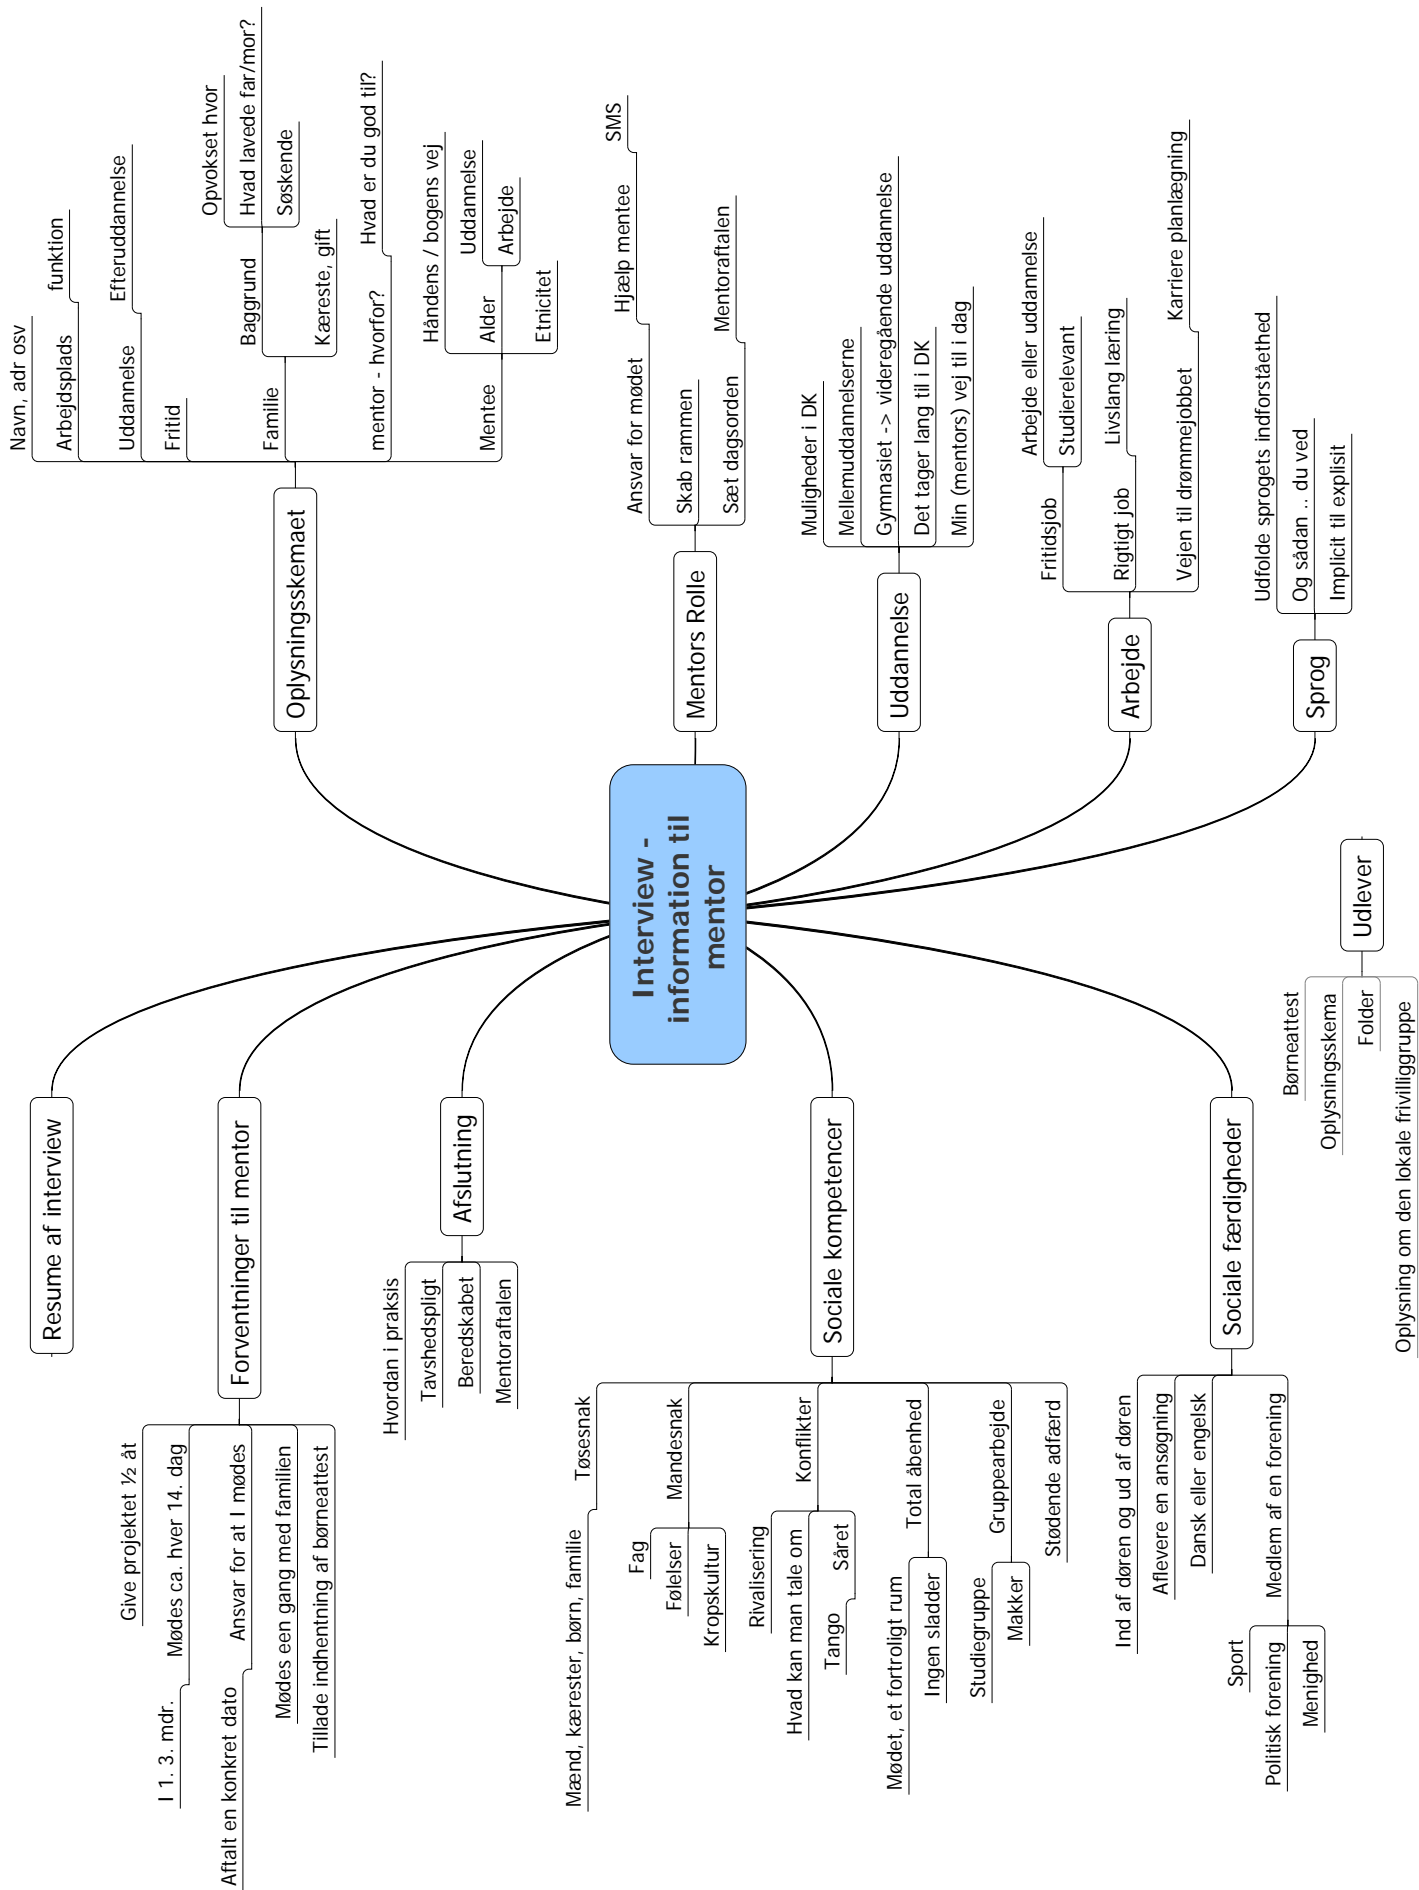 Interview -
information til
mentor
Oplysningsskemaet
Navn, adr osv
Arbejdsplads
funktion
Uddannelse
Efteruddannelse
Fritid
Familie
Baggrund
Opvokset hvor
Hvad lavede far/mor?
Søskende
Kæreste, gift
mentor - hvorfor?
Hvad er du god til?
Mentee
Håndens / bogens vej
Alder
Uddannelse
Arbejde
Etnicitet
Mentors Rolle
Ansvar for mødet
Hjælp mentee
SMS
Skab rammen
Sæt dagsorden
Mentoraftalen
Uddannelse
Muligheder i DK
Mellemuddannelserne
Gymnasiet -> videregående uddannelse
Det tager lang til i DK
Min (mentors) vej til i dag
Arbejde
Fritidsjob
Arbejde eller uddannelse
Studierelevant
Rigtigt job
Livslang læring
Vejen til drømmejobbet
Karriere planlægning
Sprog
Udfolde sprogets indforståethed
Og sådan .. du ved
Implicit til explisit
Resume af interview
Forventninger til mentor
Give projektet ½ åt
Mødes ca. hver 14. dag
I 1. 3. mdr.
Ansvar for at I mødes
Aftalt en konkret dato
Mødes een gang med familien
Tillade indhentning af børneattest
Afslutning
Hvordan i praksis
Tavshedspligt
Beredskabet
Mentoraftalen
Sociale kompetencer
Tøsesnak
Mænd, kærester, børn, familie
Mandesnak
Fag
Følelser
Kropskultur
Konflikter
Rivalisering
Hvad kan man tale om
Såret
Tango
Total åbenhed
Mødet, et fortroligt rum
Ingen sladder
Gruppearbejde
Studiegruppe
Makker
Stødende adfærd
Sociale færdigheder
Ind af døren og ud af døren
Aflevere en ansøgning
Dansk eller engelsk
Medlem af en forening
Sport
Politisk forening
Menighed
Udlever
Børneattest
Oplysningsskema
Folder
Oplysning om den lokale frivilliggruppe